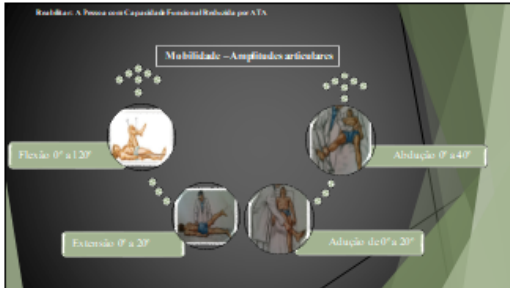 Reabilitar: A Pessoa com Capacidade Funcional Reduzida por ATA
Mobilidade – Amplitudes articulares
Flexão 0º a 120º
Abdução 0º a 40º
Extensão 0º a 20º
Adução de 0º a 20º